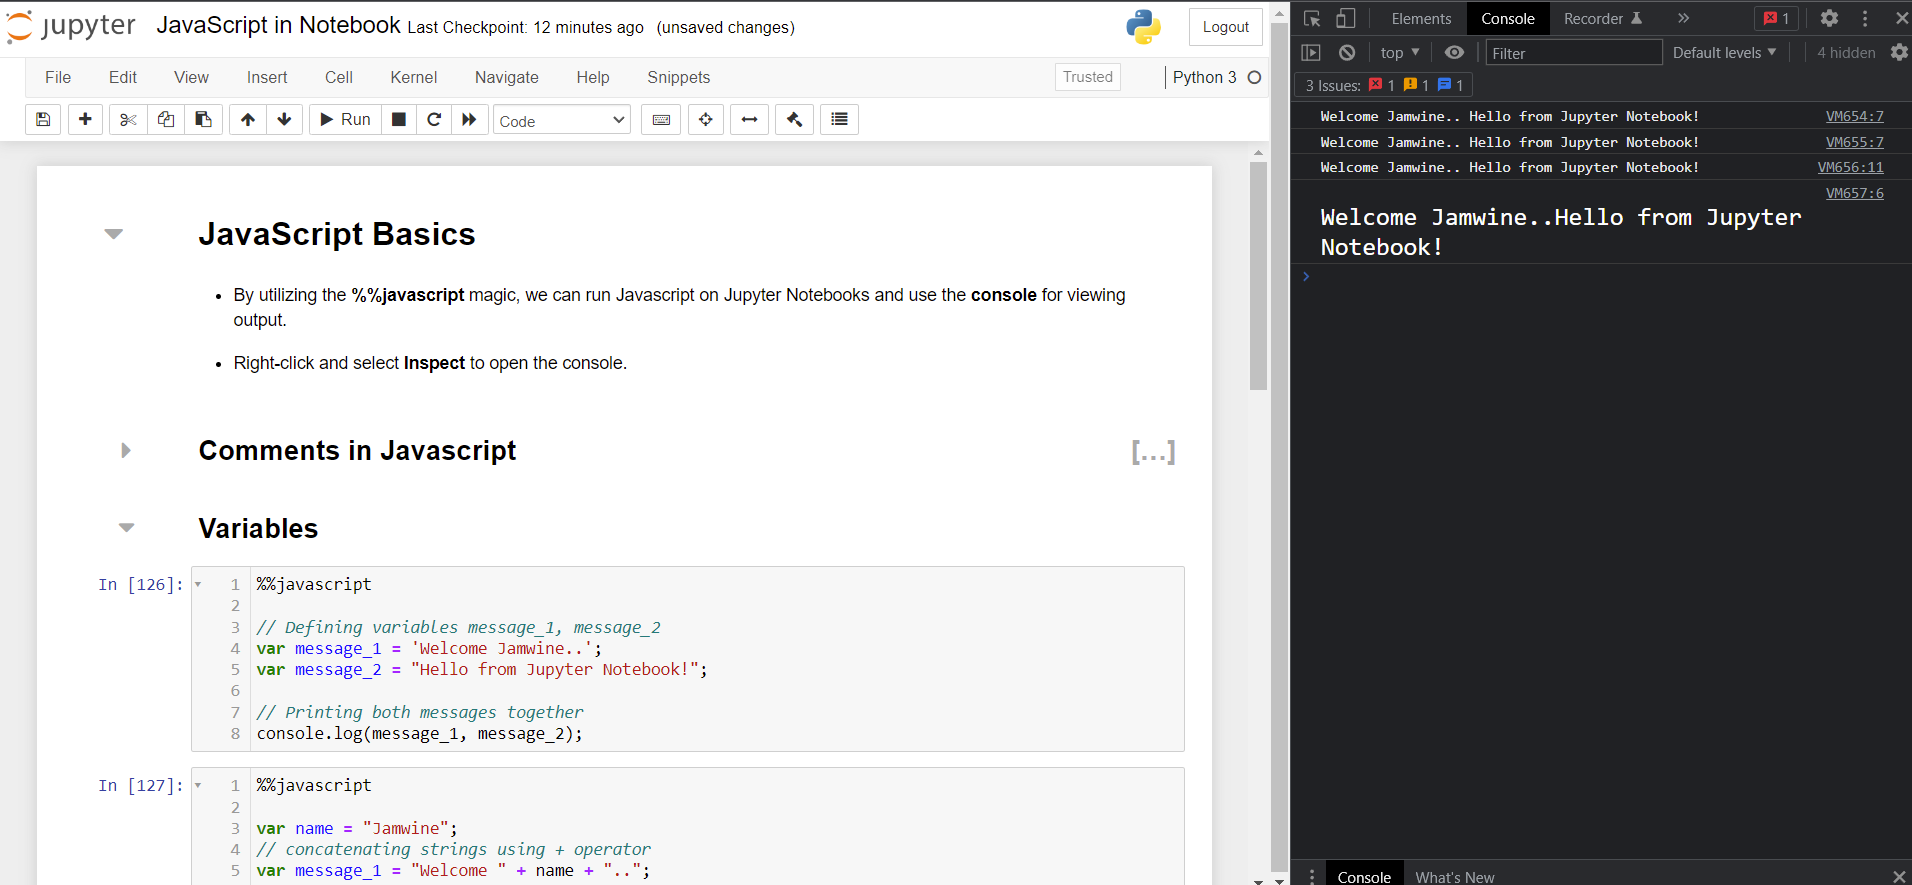 jupyter JavaScript in Notebook Last Checkpoint: 12 minutes ago (unsaved changes) Logout
File Edit View Insert Cell Kernel Navigate Help Snippets Trusted Python 3
Run Code
JavaScript Basics
• By utilizing the %%javascript magic, we can run Javascript on Jupyter Notebooks and use the console for viewing
output.
• Right-click and select Inspect to open the console.
Comments in Javascript [...]
Variables
In [126]:
1 %%javascript
2
3 // Defining variables message_1, message_2
4 var message_1 = 'Welcome Jamwine..';
5 var message_2 = "Hello from Jupyter Notebook!";
6
7 // Printing both messages together
8 console.log(message_1, message_2);
In [127]:
1 %%javascript
2
3 var name = "Jamwine";
4 // concatenating strings using + operator
5 var message_1 = "Welcome " + name + "..";
Elements Console Recorder » 1
top Filter Default levels 4 hidden
3 Issues: 1 1 1
Welcome Jamwine.. Hello from Jupyter Notebook! VM654:7
Welcome Jamwine.. Hello from Jupyter Notebook! VM655:7
Welcome Jamwine.. Hello from Jupyter Notebook! VM656:11
VM657:6
Welcome Jamwine..Hello from Jupyter
Notebook!
Console What's New